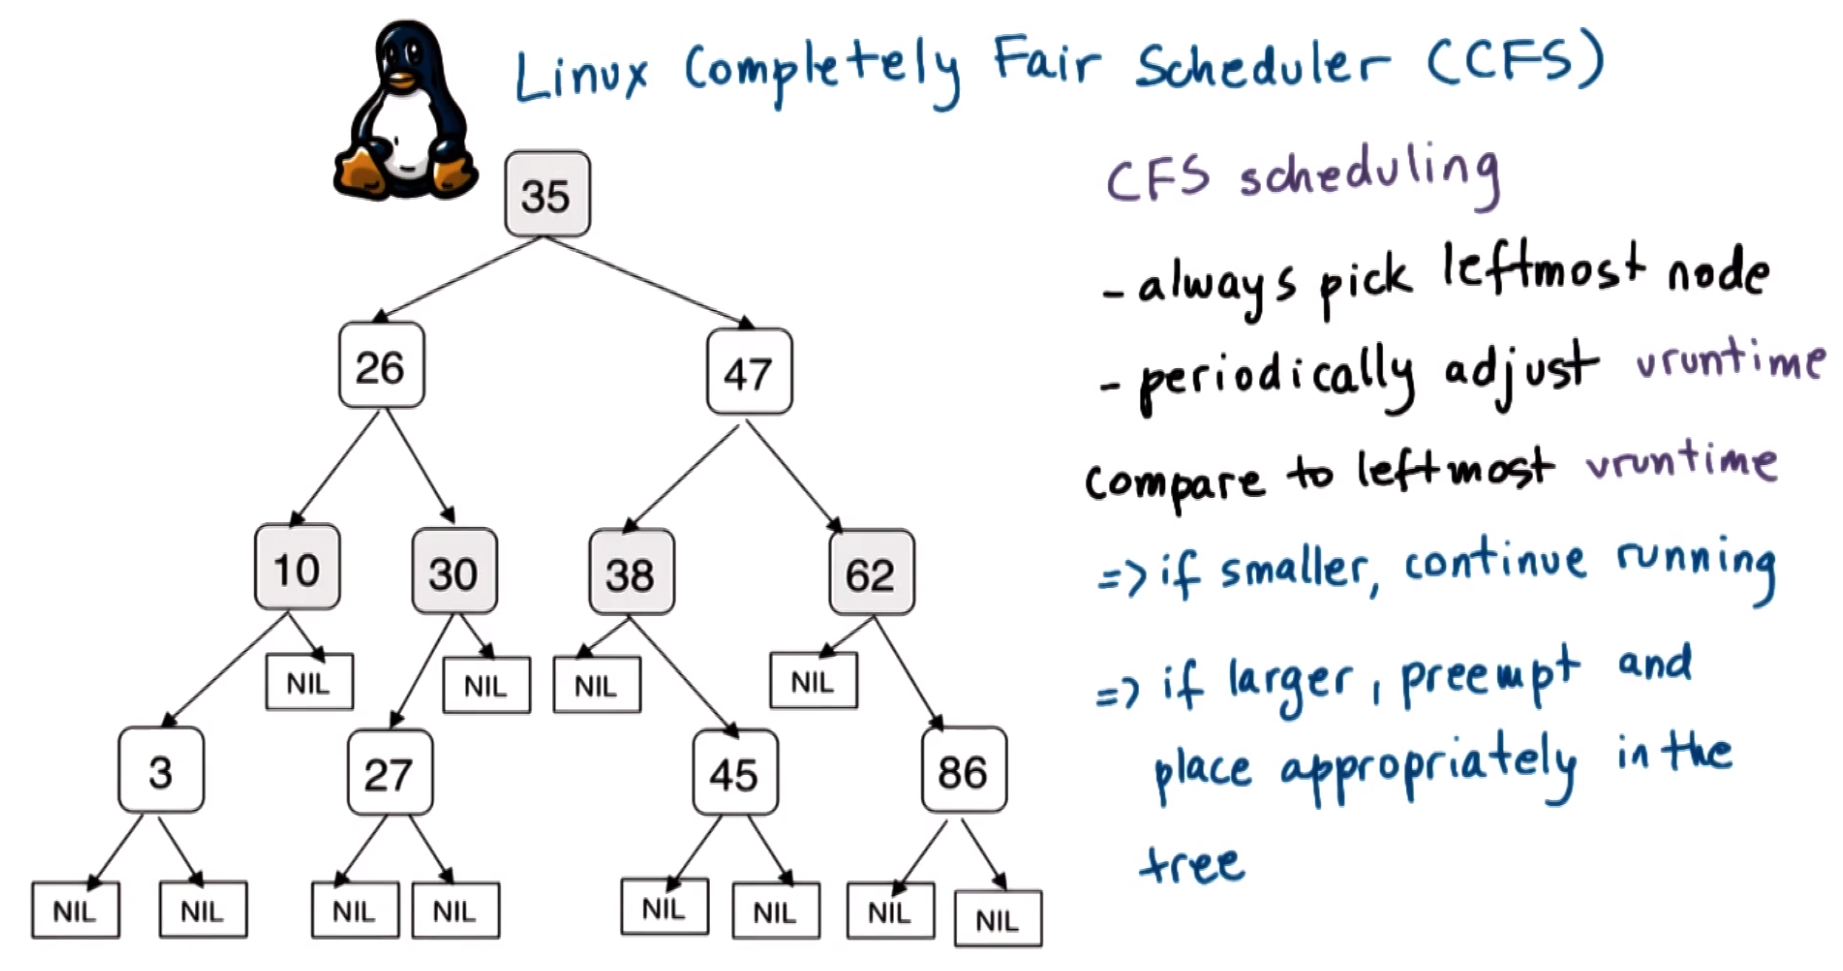 Linux Completely Fair Scheduler (CFS)
CFS scheduling
- always pick leftmost node
- periodically adjust vruntime
compare to leftmost vruntime
=> if smaller, continue running
=> if larger, preempt and
place appropriately in the
tree
35
26
47
10
30
38
62
NIL
NIL
NIL
NIL
3
27
45
86
NIL
NIL
NIL
NIL
NIL
NIL
NIL
NIL